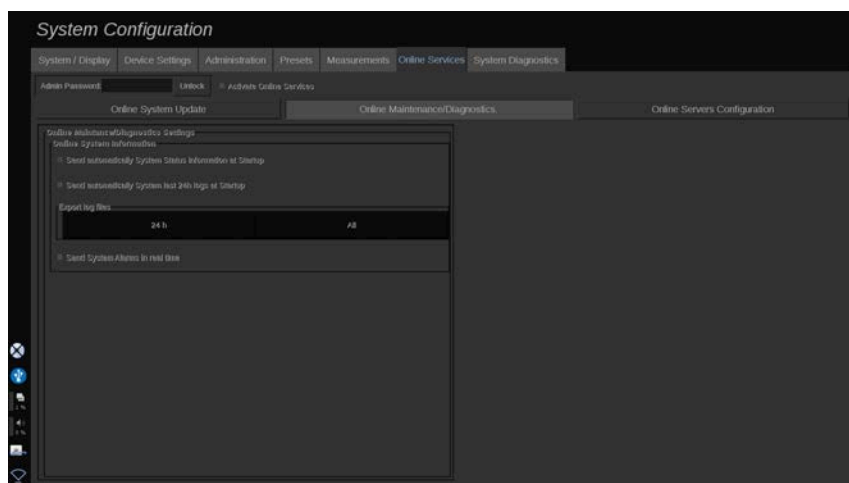 System Configuration
System / Display Device Settings Administration Presets Measurements Online Services System Diagnostics
Admin Password Unlock Activate Online Services
Online System Update Online Maintenance/Diagnostics Online Servers Configuration
Online Maintance/Diagnostics Settings
Online System Information
Send automatically System Status Information at Startup
Send automatically System last 24h logs at Startup
Export log files
24 h All
Send System Alarms in real time